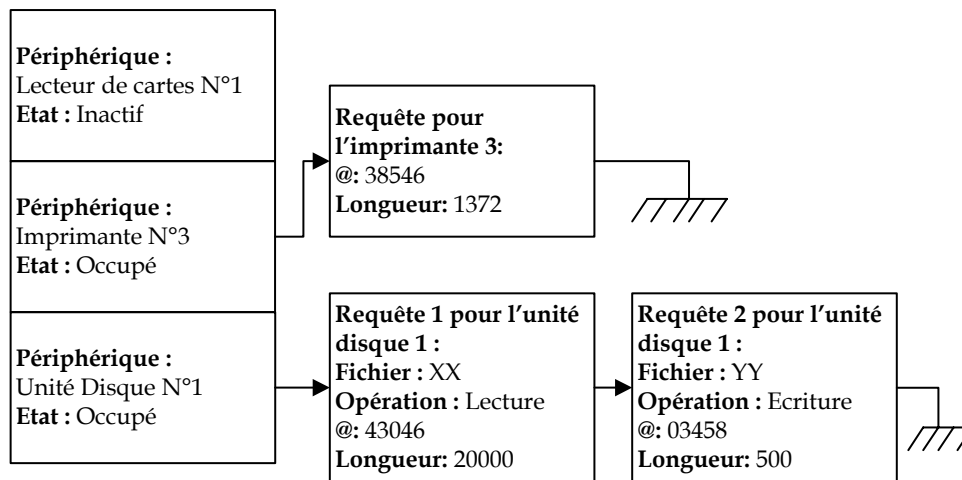 Périphérique :
Lecteur de cartes N°1
Etat : Inactif
Périphérique :
Imprimante N°3
Etat : Occupé
Requête pour
l'imprimante 3:
@: 38546
Longueur: 1372
Périphérique :
Unité Disque N°1
Etat : Occupé
Requête 1 pour l'unité
disque 1 :
Fichier : XX
Opération : Lecture
@: 43046
Longueur: 20000
Requête 2 pour l'unité
disque 1 :
Fichier : YY
Opération : Ecriture
@: 03458
Longueur: 500